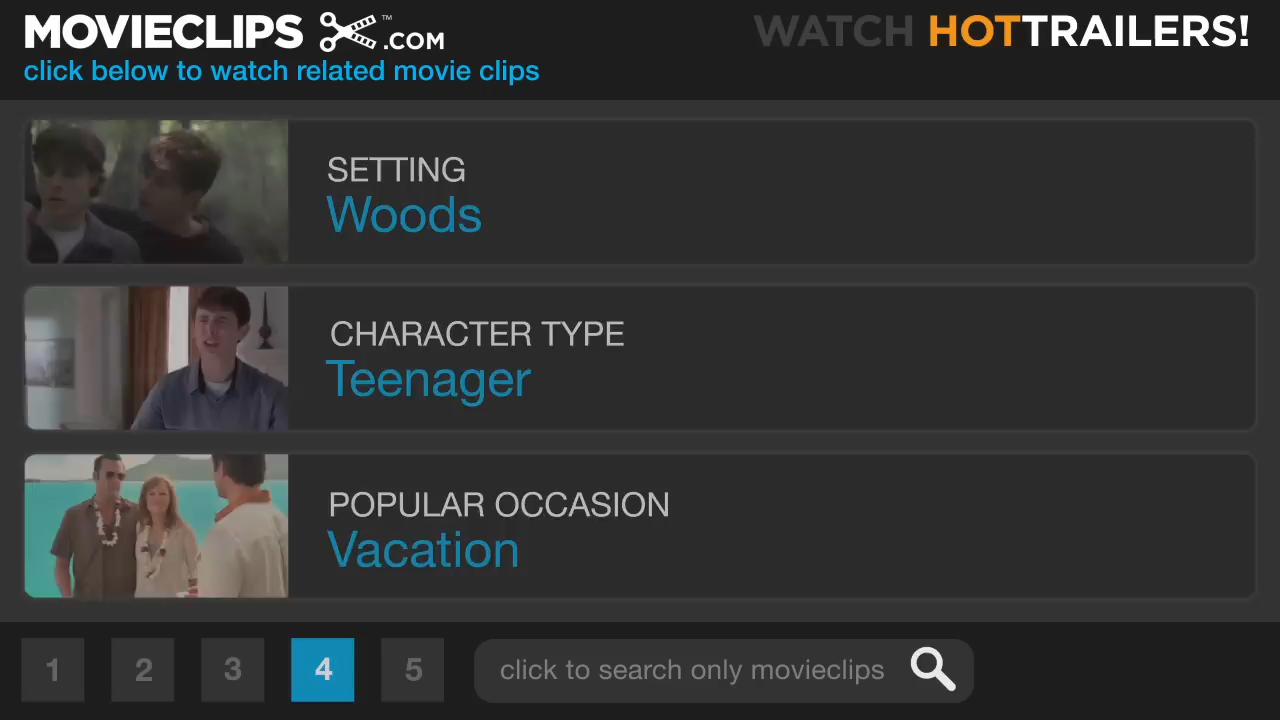 MOVIECLIPS ™ .COM
WATCH HOTTRAILERS!
click below to watch related movie clips
SETTING
Woods
CHARACTER TYPE
Teenager
POPULAR OCCASION
Vacation
1 2 3 4 5 click to search only movieclips